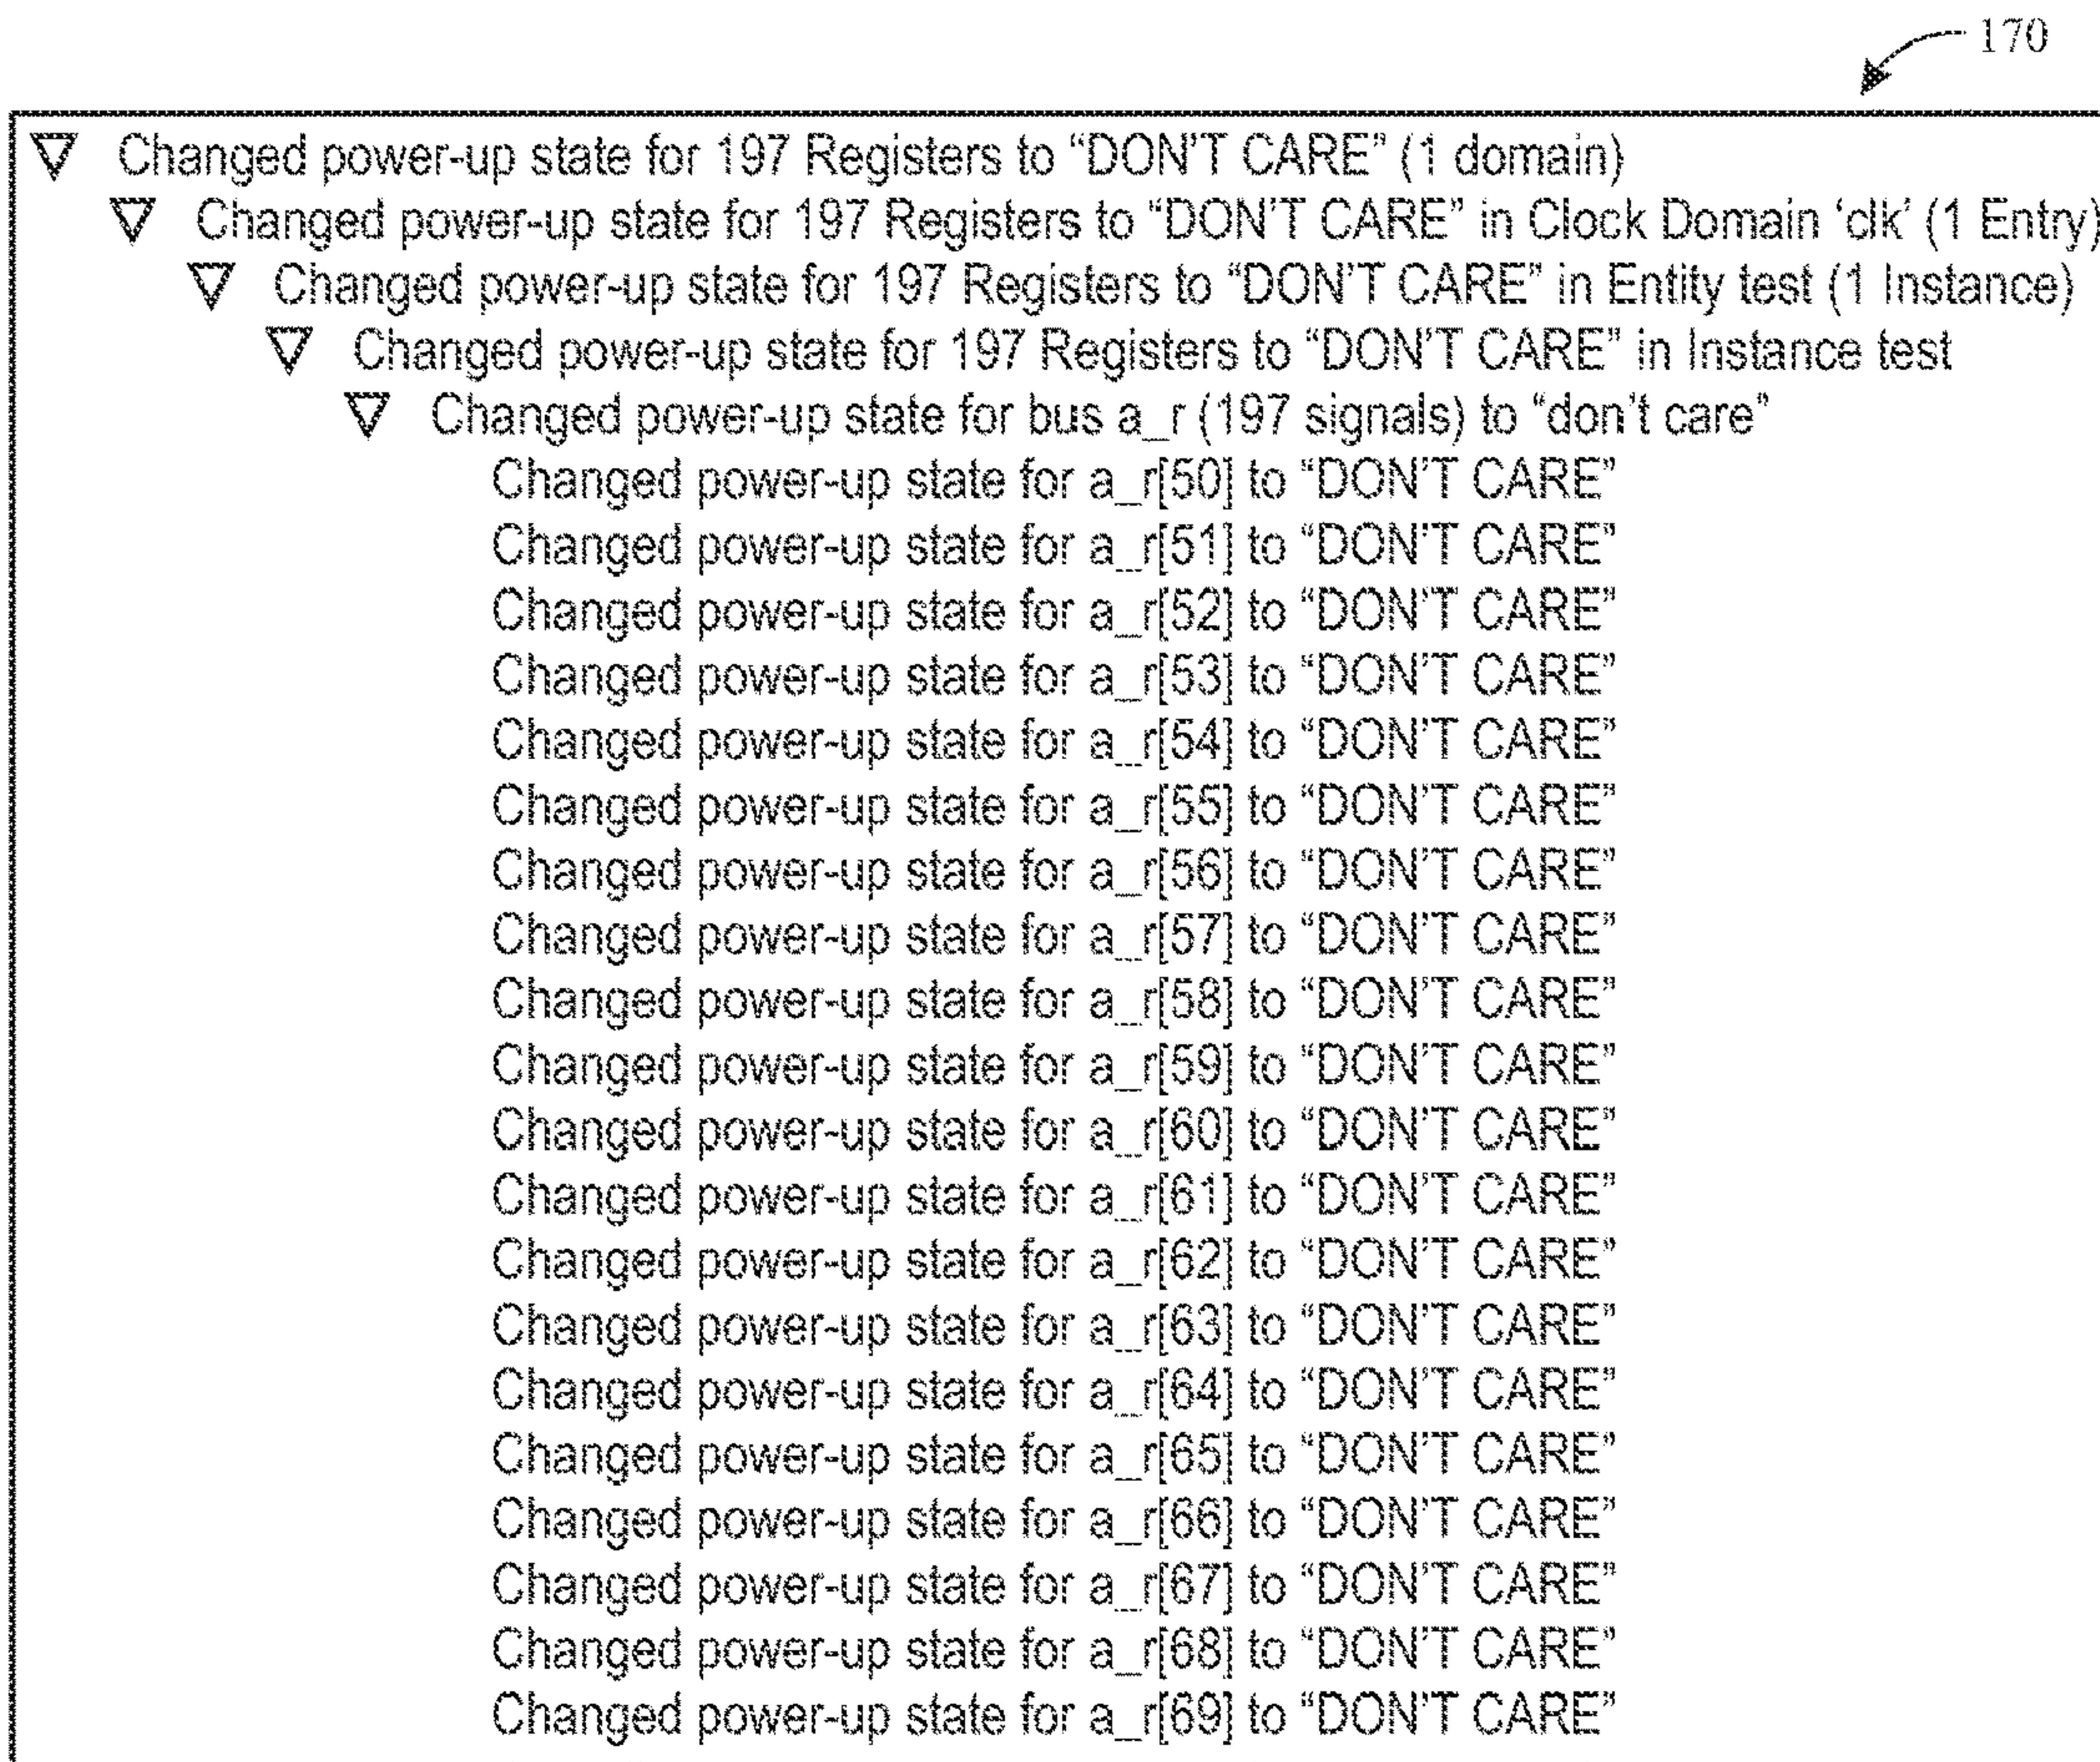 170
▽ Changed power-up state for 197 Registers to “DON'T CARE” (1 domain)
▽ Changed power-up state for 197 Registers to “DON'T CARE” in Clock Domain ‘clk’ (1 Entry)
▽ Changed power-up state for 197 Registers to “DON'T CARE” in Entity test (1 Instance)
▽ Changed power-up state for 197 Registers to “DON'T CARE” in Instance test
▽ Changed power-up state for bus a_r (197 signals) to “don't care”
Changed power-up state for a_r[50] to “DON'T CARE”
Changed power-up state for a_r[51] to “DON'T CARE”
Changed power-up state for a_r[52] to “DON'T CARE”
Changed power-up state for a_r[53] to “DON'T CARE”
Changed power-up state for a_r[54] to “DON'T CARE”
Changed power-up state for a_r[55] to “DON'T CARE”
Changed power-up state for a_r[56] to “DON'T CARE”
Changed power-up state for a_r[57] to “DON'T CARE”
Changed power-up state for a_r[58] to “DON'T CARE”
Changed power-up state for a_r[59] to “DON'T CARE”
Changed power-up state for a_r[60] to “DON'T CARE”
Changed power-up state for a_r[61] to “DON'T CARE”
Changed power-up state for a_r[62] to “DON'T CARE”
Changed power-up state for a_r[63] to “DON'T CARE”
Changed power-up state for a_r[64] to “DON'T CARE”
Changed power-up state for a_r[65] to “DON'T CARE”
Changed power-up state for a_r[66] to “DON'T CARE”
Changed power-up state for a_r[67] to “DON'T CARE”
Changed power-up state for a_r[68] to “DON'T CARE”
Changed power-up state for a_r[69] to “DON'T CARE”